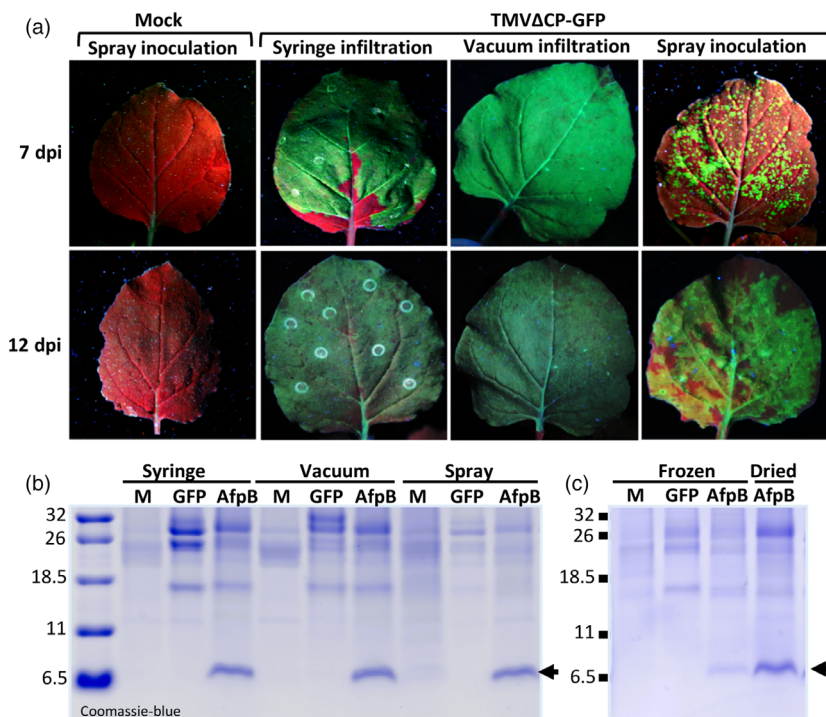 (a)
Mock
TMVΔCP-GFP
Spray inoculation
Syringe infiltration
Vacuum infiltration
Spray inoculation
7 dpi
12 dpi
(b)
Syringe
Vacuum
Spray
M GFP AfpB M GFP AfpB M GFP AfpB
32
26
18.5
11
6.5
Coomassie-blue
(c)
Frozen
Dried
M GFP AfpB AfpB
32
26
18.5
11
6.5